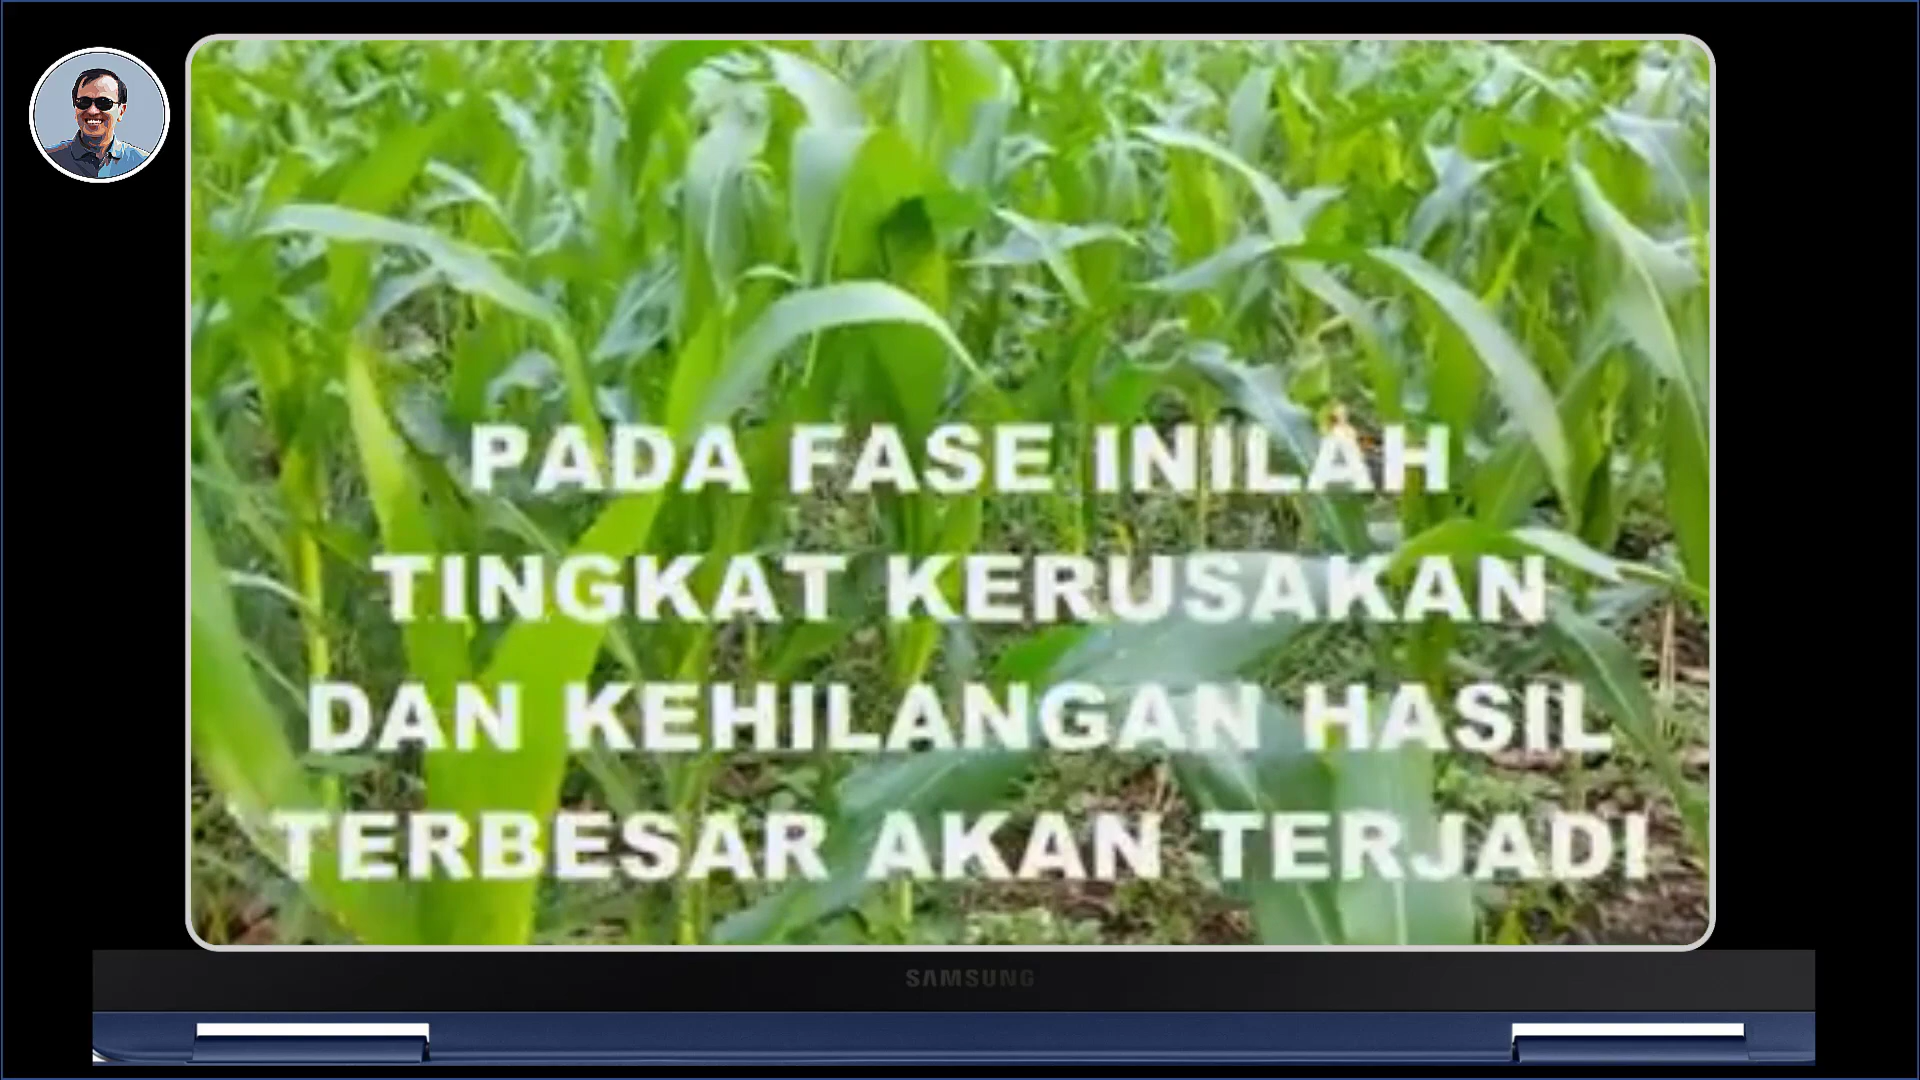 PADA FASE INILAH
TINGKAT KERUSAKAN
DAN KEHILANGAN HASIL
TERBESAR AKAN TERJADI
SAMSUNG